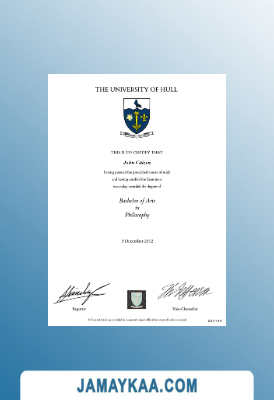 THE UNIVERSITY OF HULL
THIS IS TO CERTIFY THAT
John Citizen
having pursued the prescribed course of study
and having satisfied the Examiners
was today awarded the degree of
Bachelor of Arts
in
Philosophy
5 December 2012
Registrar
Vice-Chancellor
JAMAYKAA.COM